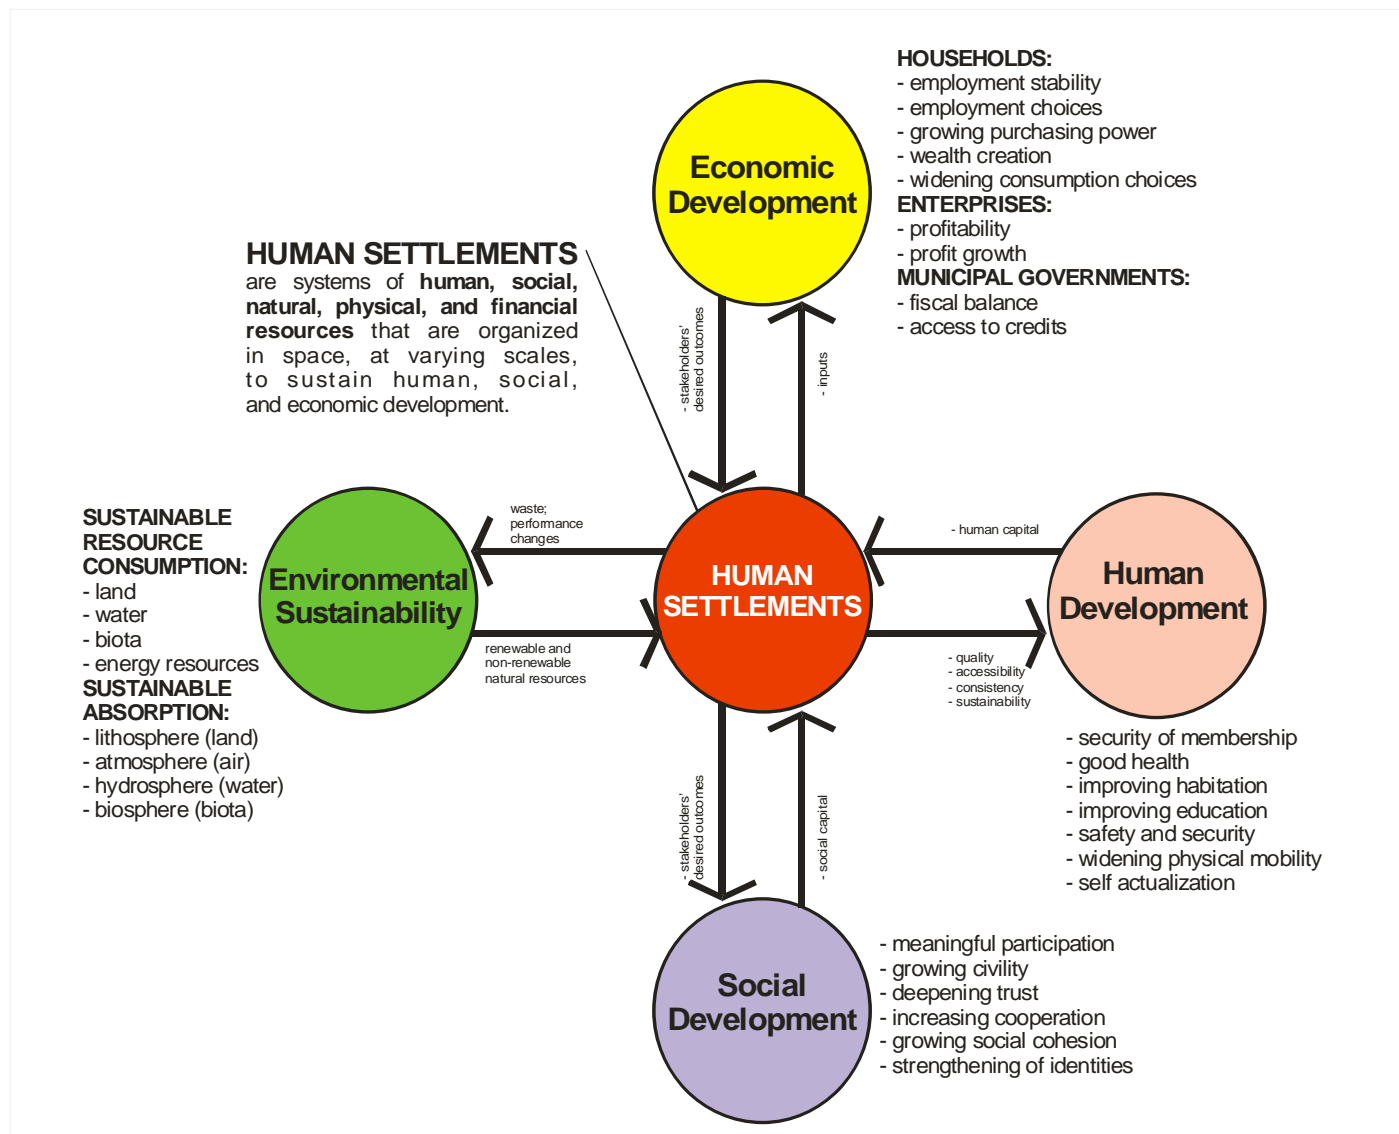 HOUSEHOLDS:
- employment stability
- employment choices
- growing purchasing power
- wealth creation
- widening consumption choices
ENTERPRISES:
- profitability
- profit growth
MUNICIPAL GOVERNMENTS:
- fiscal balance
- access to credits
Economic
Development
HUMAN SETTLEMENTS
are systems of human, social,
natural, physical, and financial
resources that are organized
in space, at varying scales,
to sustain human, social,
and economic development.
- stakeholders'
desired outcomes
- inputs
SUSTAINABLE
RESOURCE
CONSUMPTION:
- land
- water
- biota
- energy resources
SUSTAINABLE
ABSORPTION:
- lithosphere (land)
- atmosphere (air)
- hydrosphere (water)
- biosphere (biota)
Environmental
Sustainability
waste;
performance
changes
renewable and
non-renewable
natural resources
HUMAN
SETTLEMENTS
- human capital
- quality
- accessibility
- consistency
- sustainability
Human
Development
- security of membership
- good health
- improving habitation
- improving education
- safety and security
- widening physical mobility
- self actualization
- stakeholders'
desired outcomes
- social capital
Social
Development
- meaningful participation
- growing civility
- deepening trust
- increasing cooperation
- growing social cohesion
- strengthening of identities